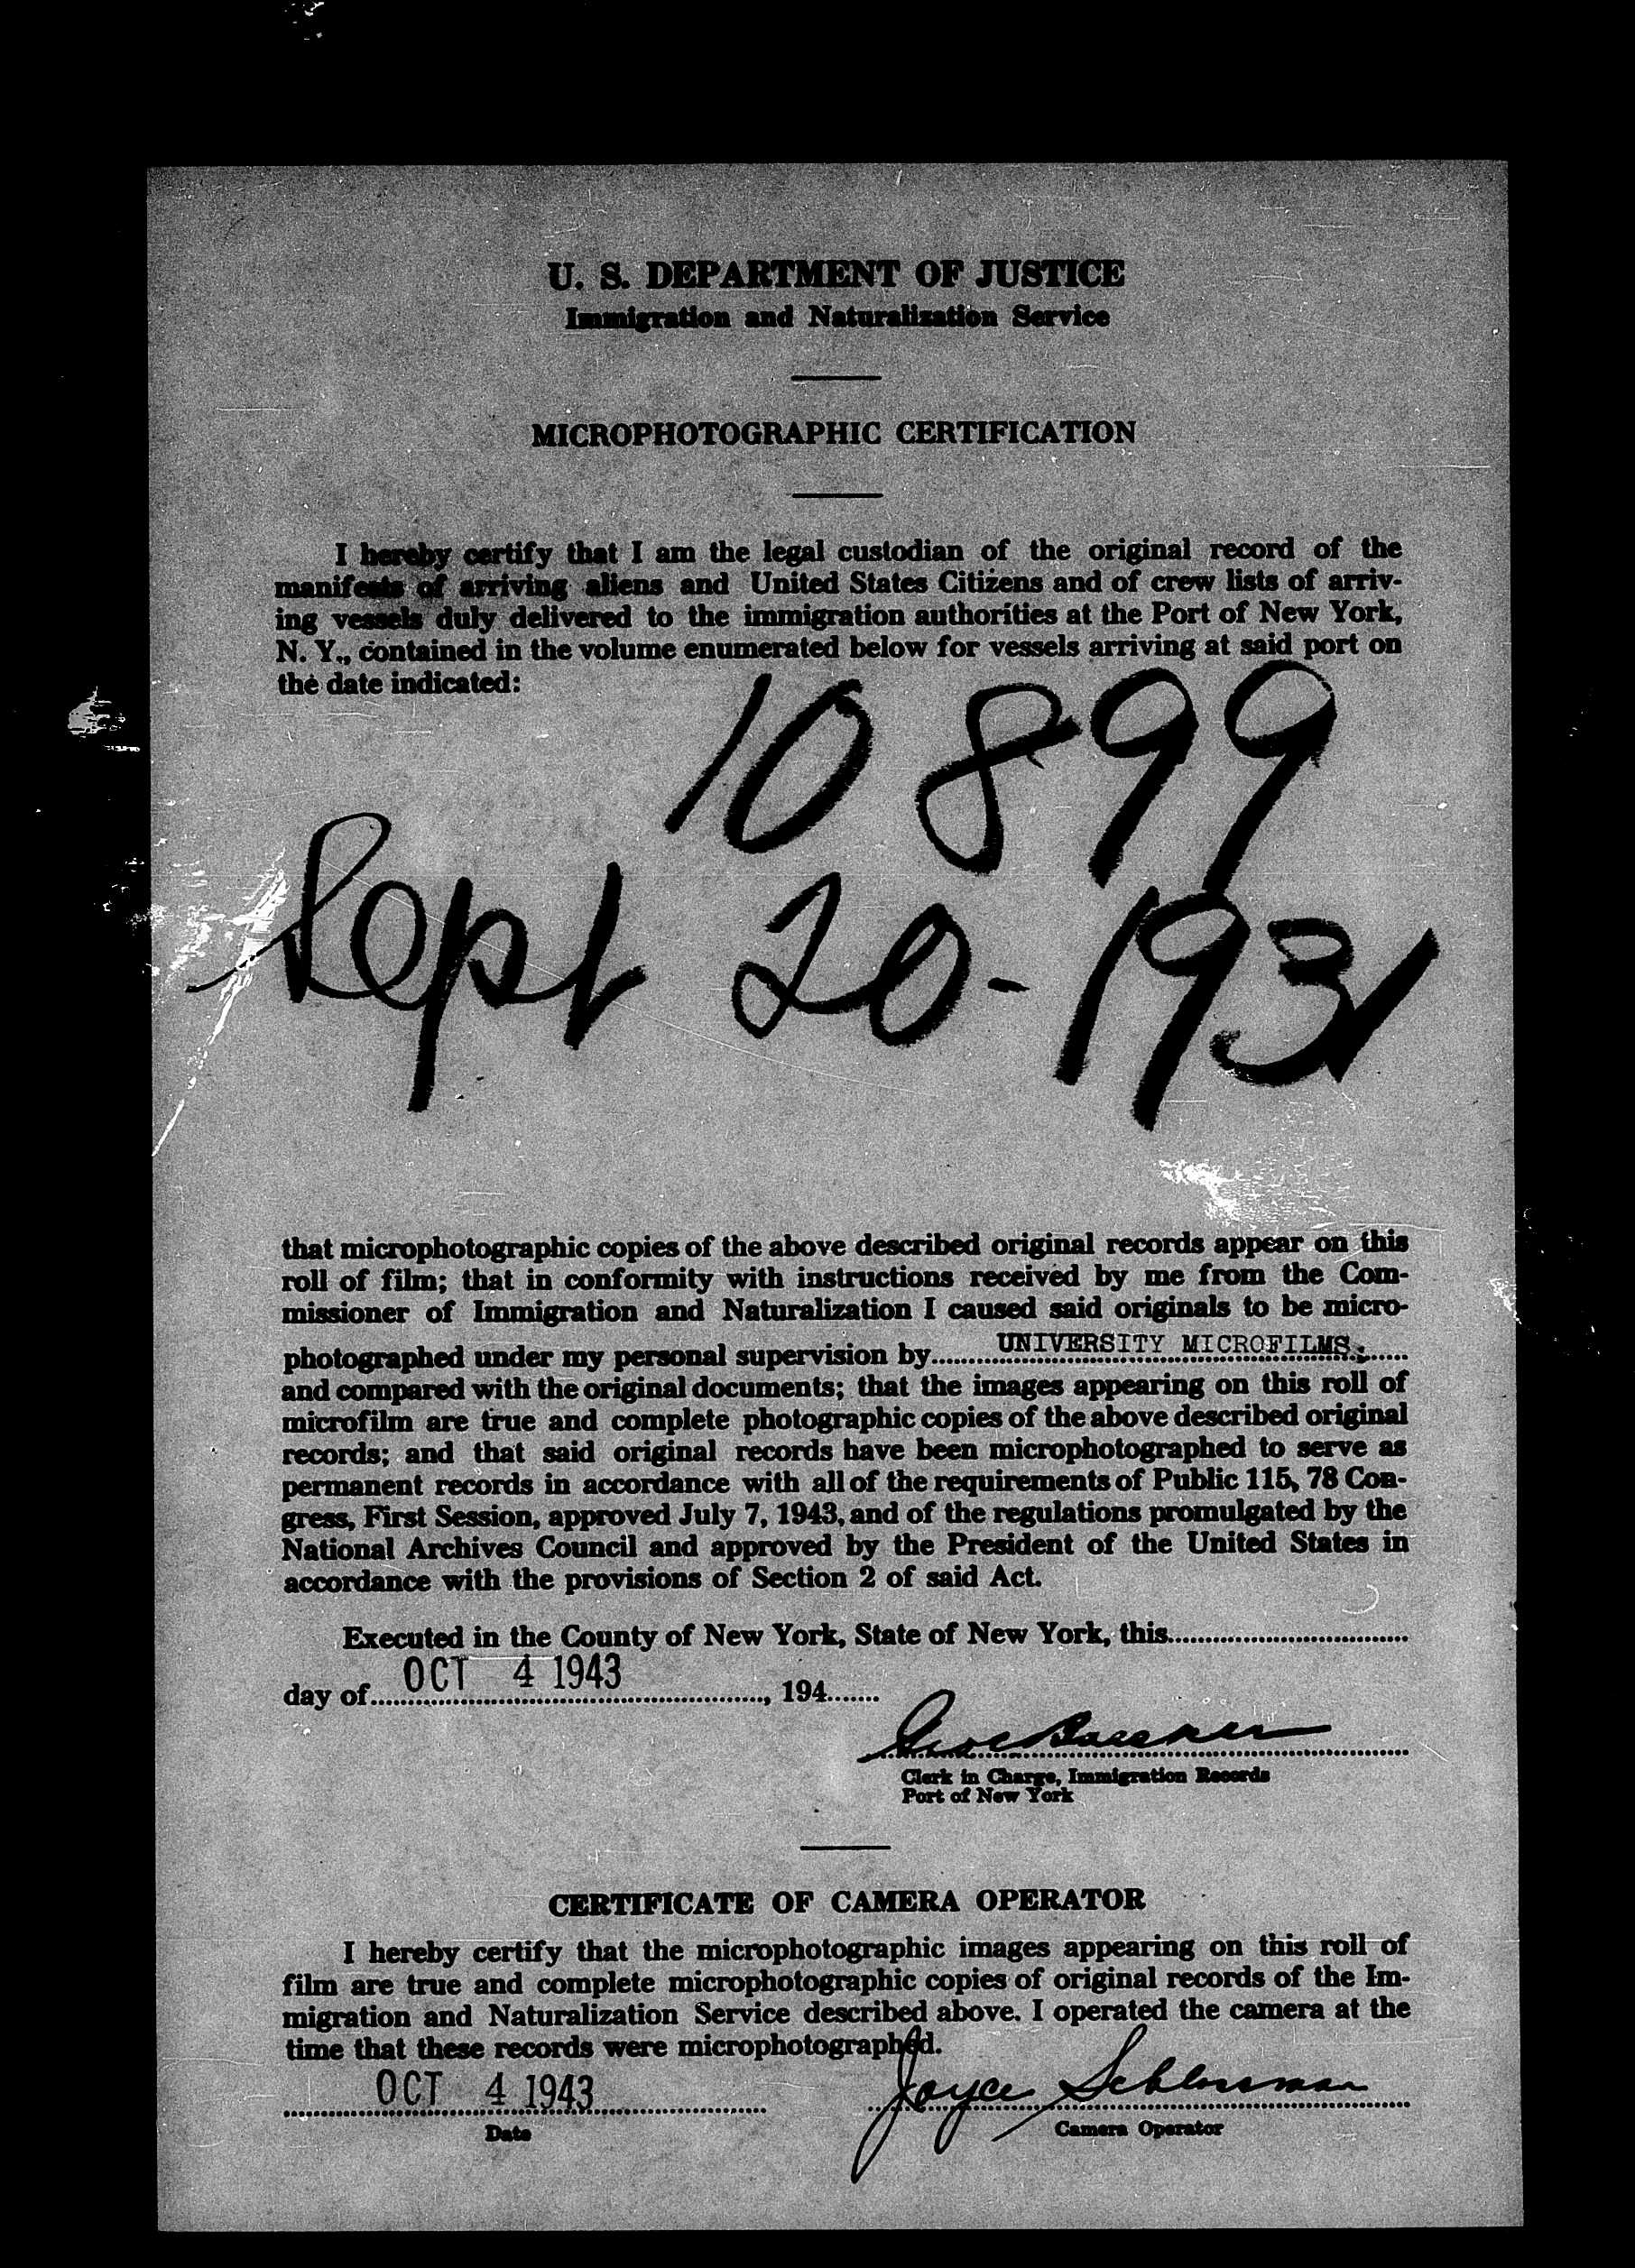 U. S. DEPARTMENT OF JUSTICE
Immigration and Naturalization Service
MICROPHOTOGRAPHIC CERTIFICATION
I hereby certify that I am the legal custodian of the original record of the
manifests of arriving aliens and United States Citizens and of crew lists of arriv-
ing vessels duly delivered to the immigration authorities at the Port of New York,
N. Y., contained in the volume enumerated below for vessels arriving at said port on
the date indicated:
10899
Sept 20-1931
that microphotographic copies of the above described original records appear on this
roll of film; that in conformity with instructions received by me from the Com-
missioner of Immigration and Naturalization I caused said originals to be micro-
photographed under my personal supervision by UNIVERSITY MICROFILMS.
and compared with the original documents; that the images appearing on this roll of
microfilm are true and complete photographic copies of the above described original
records; and that said original records have been microphotographed to serve as
permanent records in accordance with all of the requirements of Public 115, 78 Con-
gress, First Session, approved July 7, 1943, and of the regulations promulgated by the
National Archives Council and approved by the President of the United States in
accordance with the provisions of Section 2 of said Act.
Executed in the County of New York, State of New York, this
day of OCT 4 1943, 194
Clerk in Charge, Immigration Records
Port of New York
CERTIFICATE OF CAMERA OPERATOR
I hereby certify that the microphotographic images appearing on this roll of
film are true and complete microphotographic copies of original records of the Im-
migration and Naturalization Service described above. I operated the camera at the
time that these records were microphotographed.
OCT 4 1943 Joyce Schlossman
Date Camera Operator